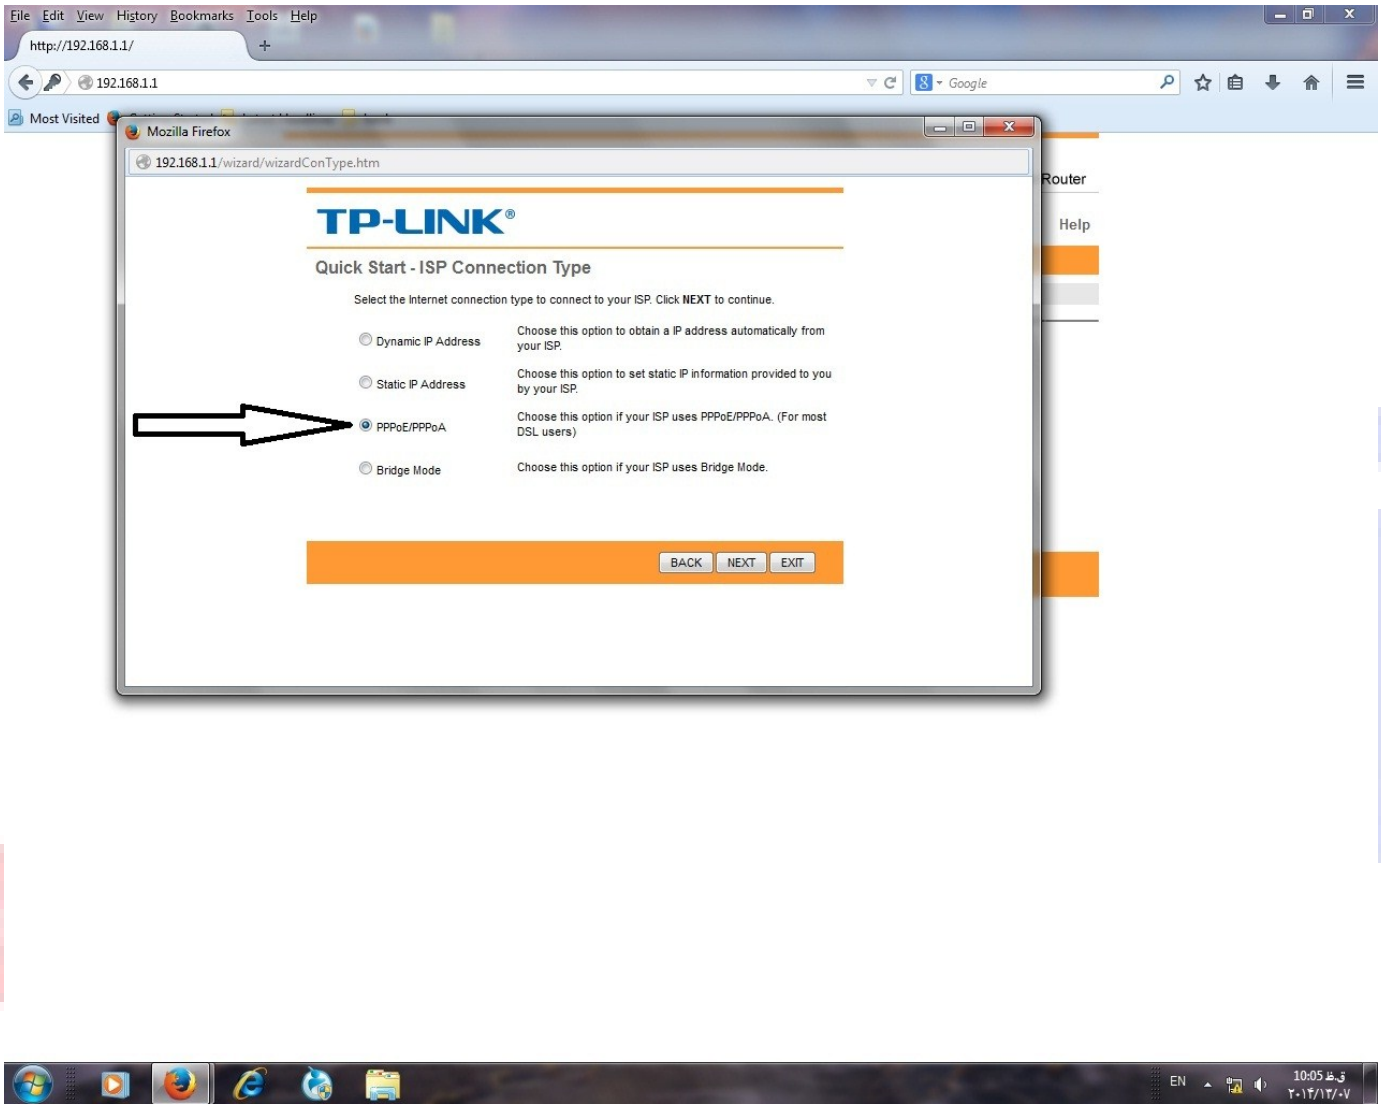 File Edit View History Bookmarks Tools Help
http://192.168.1.1/ +
192.168.1.1
Google
Most Visited
Mozilla Firefox
192.168.1.1/wizard/wizardConType.htm
Router
TP-LINK®
Help
Quick Start - ISP Connection Type
Select the Internet connection type to connect to your ISP. Click NEXT to continue.
Dynamic IP Address
Choose this option to obtain a IP address automatically from
your ISP.
Static IP Address
Choose this option to set static IP information provided to you
by your ISP.
PPPoE/PPPoA
Choose this option if your ISP uses PPPoE/PPPoA. (For most
DSL users)
Bridge Mode
Choose this option if your ISP uses Bridge Mode.
BACK NEXT EXIT
EN
10:05 ق.ظ
۲۰۱۴/۱۳/۰۷